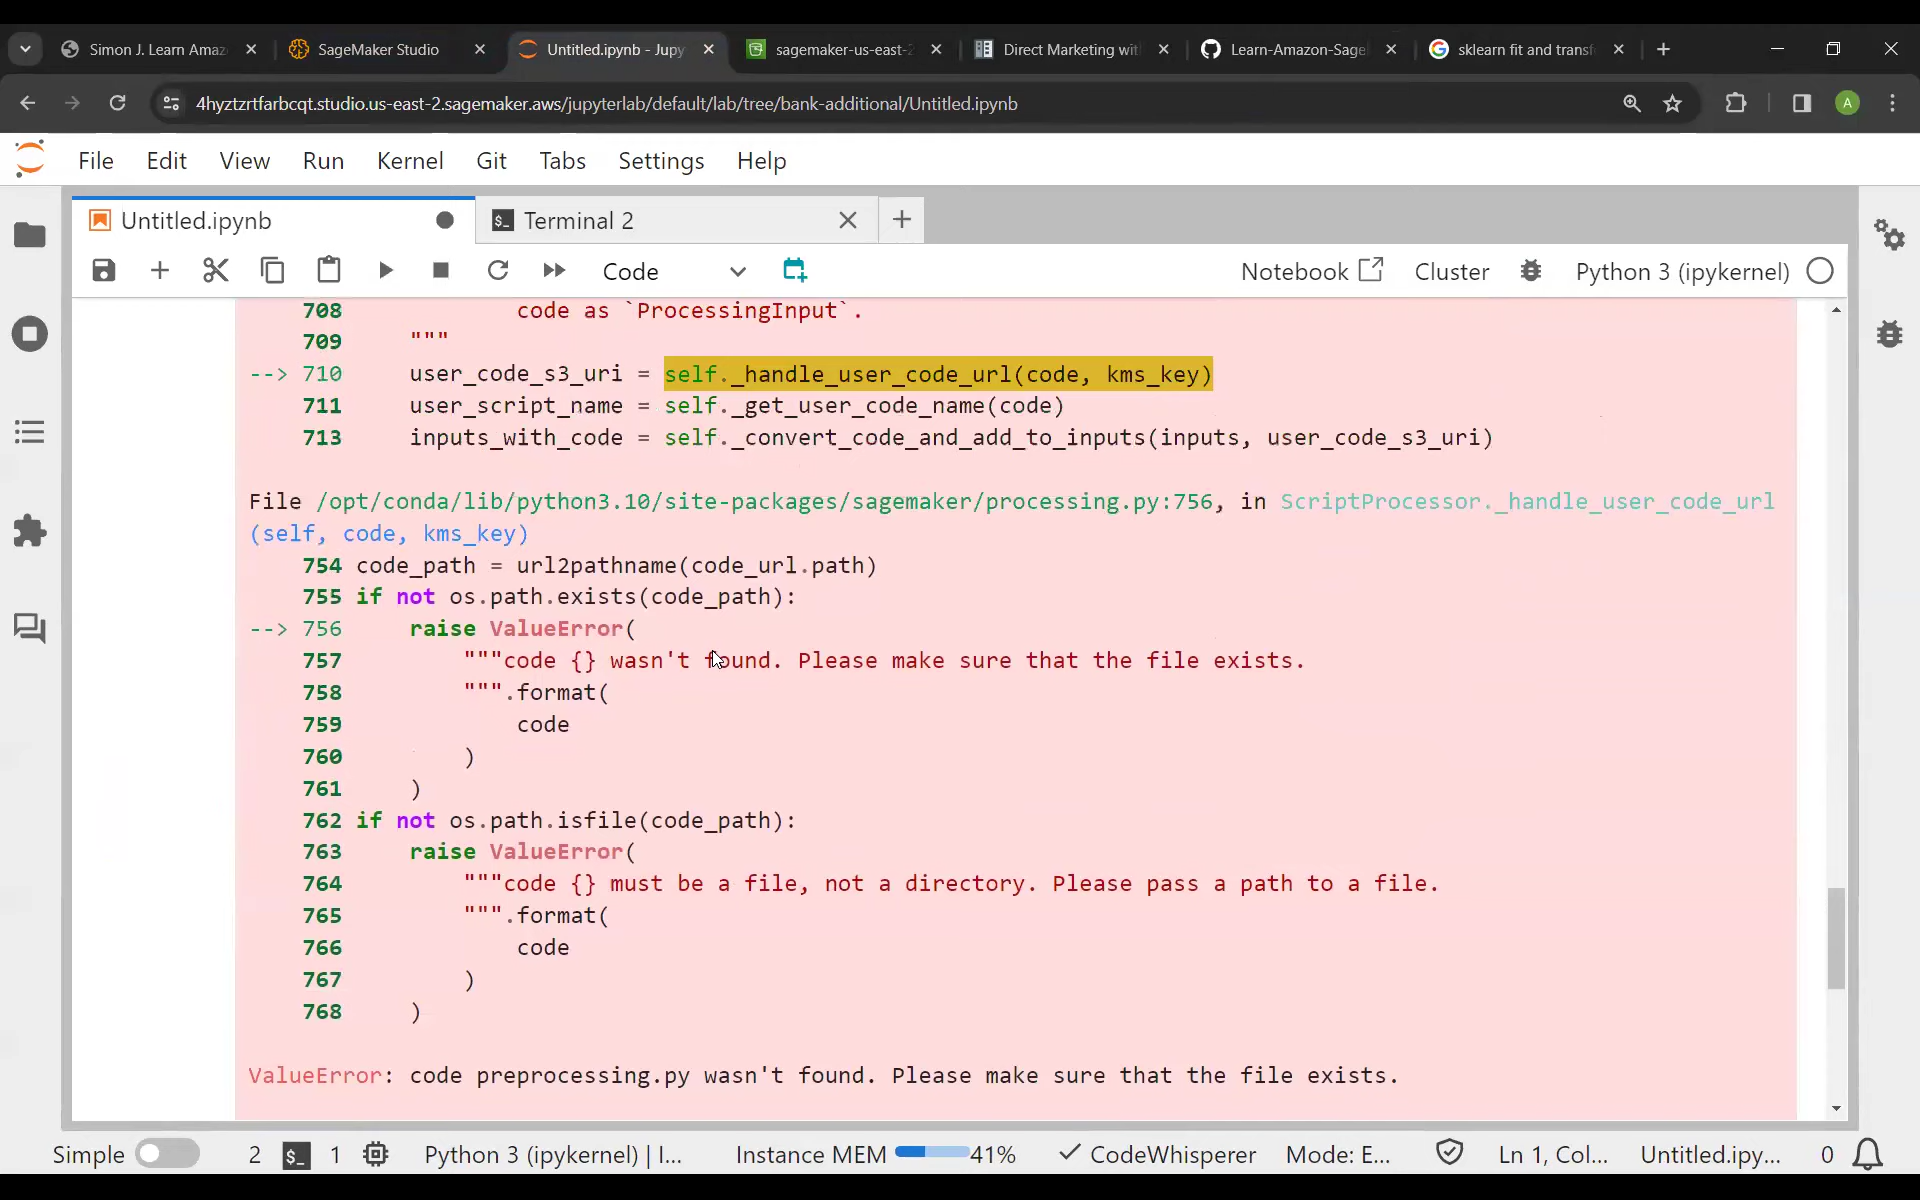 Simon J. Learn Amaz
SageMaker Studio
Untitled.ipynb - Jupy
sagemaker-us-east-2
Direct Marketing wit
Learn-Amazon-Sage
sklearn fit and transf
4hyztzrtfarbcqt.studio.us-east-2.sagemaker.aws/jupyterlab/default/lab/tree/bank-additional/Untitled.ipynb
A
File Edit View Run Kernel Git Tabs Settings Help
Untitled.ipynb
Terminal 2
Code
Notebook
Cluster
Python 3 (ipykernel)
708 code as `ProcessingInput`.
709 """
--> 710 user_code_s3_uri = self._handle_user_code_url(code, kms_key)
711 user_script_name = self._get_user_code_name(code)
713 inputs_with_code = self._convert_code_and_add_to_inputs(inputs, user_code_s3_uri)
File /opt/conda/lib/python3.10/site-packages/sagemaker/processing.py:756, in ScriptProcessor._handle_user_code_url
(self, code, kms_key)
754 code_path = url2pathname(code_url.path)
755 if not os.path.exists(code_path):
--> 756 raise ValueError(
757 """code {} wasn't found. Please make sure that the file exists.
758 """.format(
759 code
760 )
761 )
762 if not os.path.isfile(code_path):
763 raise ValueError(
764 """code {} must be a file, not a directory. Please pass a path to a file.
765 """.format(
766 code
767 )
768 )
ValueError: code preprocessing.py wasn't found. Please make sure that the file exists.
Simple
2
$_
1
Python 3 (ipykernel) | I...
Instance MEM 41%
CodeWhisperer
Mode: E...
Ln 1, Col...
Untitled.ipy...
0